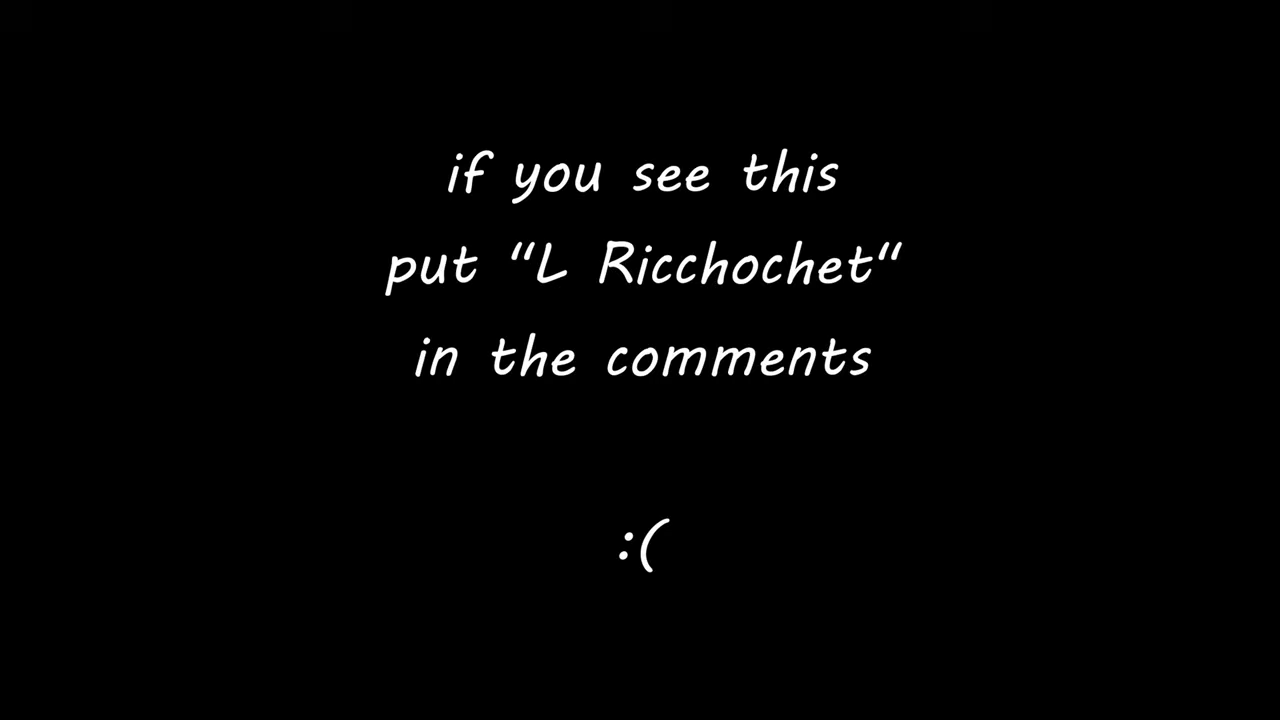 if you see this
put “L Ricchochet“
in the comments
:(